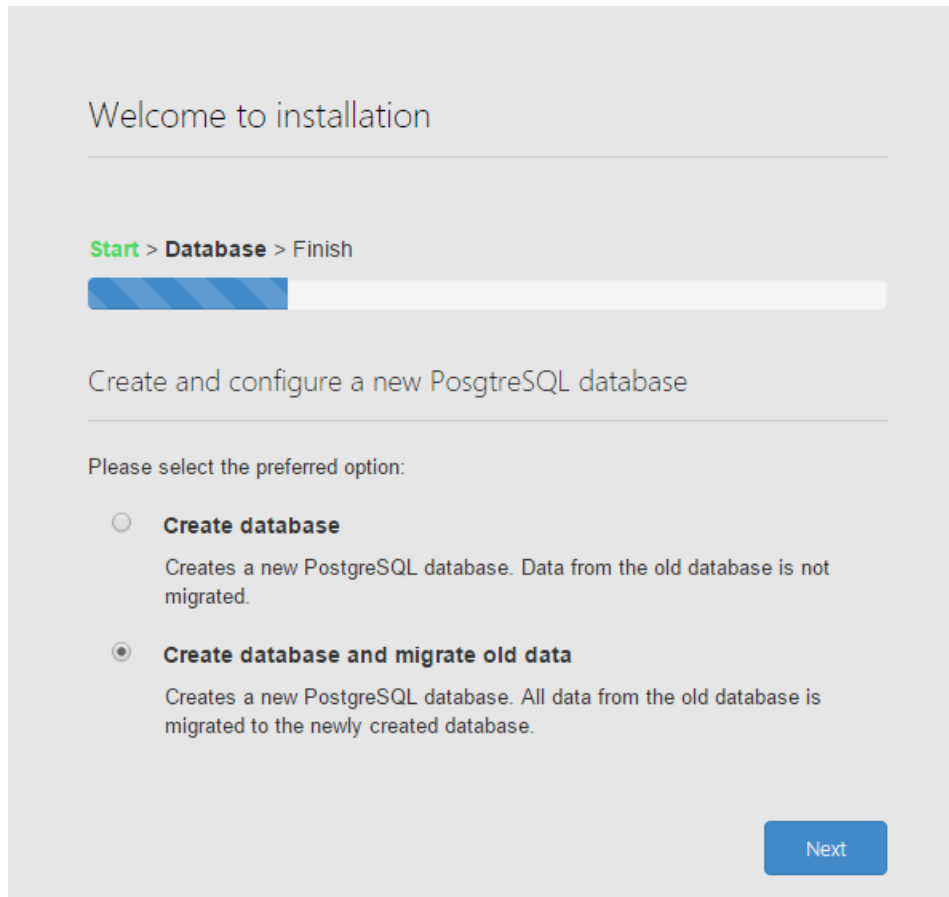 Welcome to installation
Start > Database > Finish
Create and configure a new PosgtreSQL database
Please select the preferred option:
Create database
Creates a new PostgreSQL database. Data from the old database is not
migrated.
Create database and migrate old data
Creates a new PostgreSQL database. All data from the old database is
migrated to the newly created database.
Next